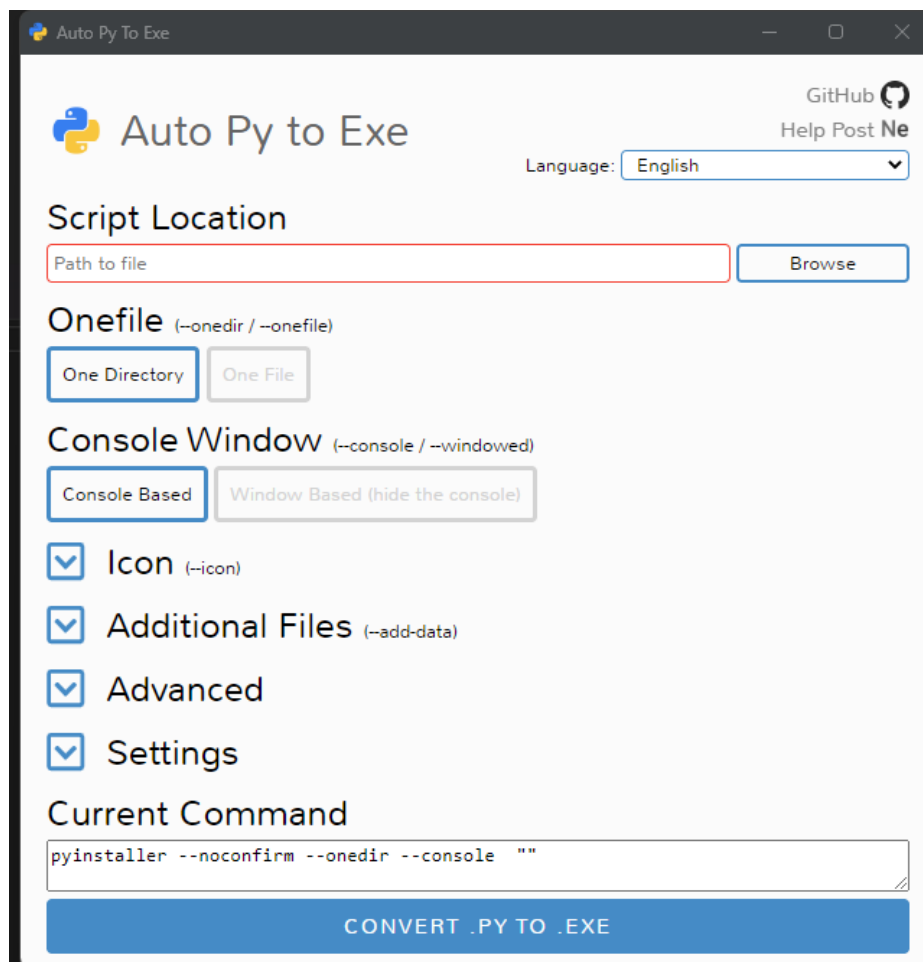 Auto Py To Exe
GitHub
Auto Py to Exe
Help Post Ne
Language: English
Script Location
Path to file Browse
Onefile (--onedir / --onefile)
One Directory One File
Console Window (--console / --windowed)
Console Based Window Based (hide the console)
Icon (--icon)
Additional Files (--add-data)
Advanced
Settings
Current Command
pyinstaller --noconfirm --onedir --console  ""
CONVERT .PY TO .EXE